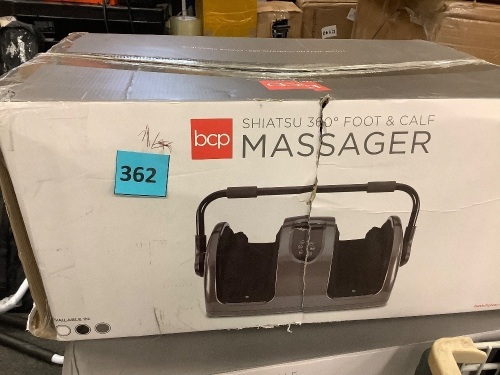 bcp
SHIATSU 360° FOOT & CALF
MASSAGER
362
AVAILABLE IN: